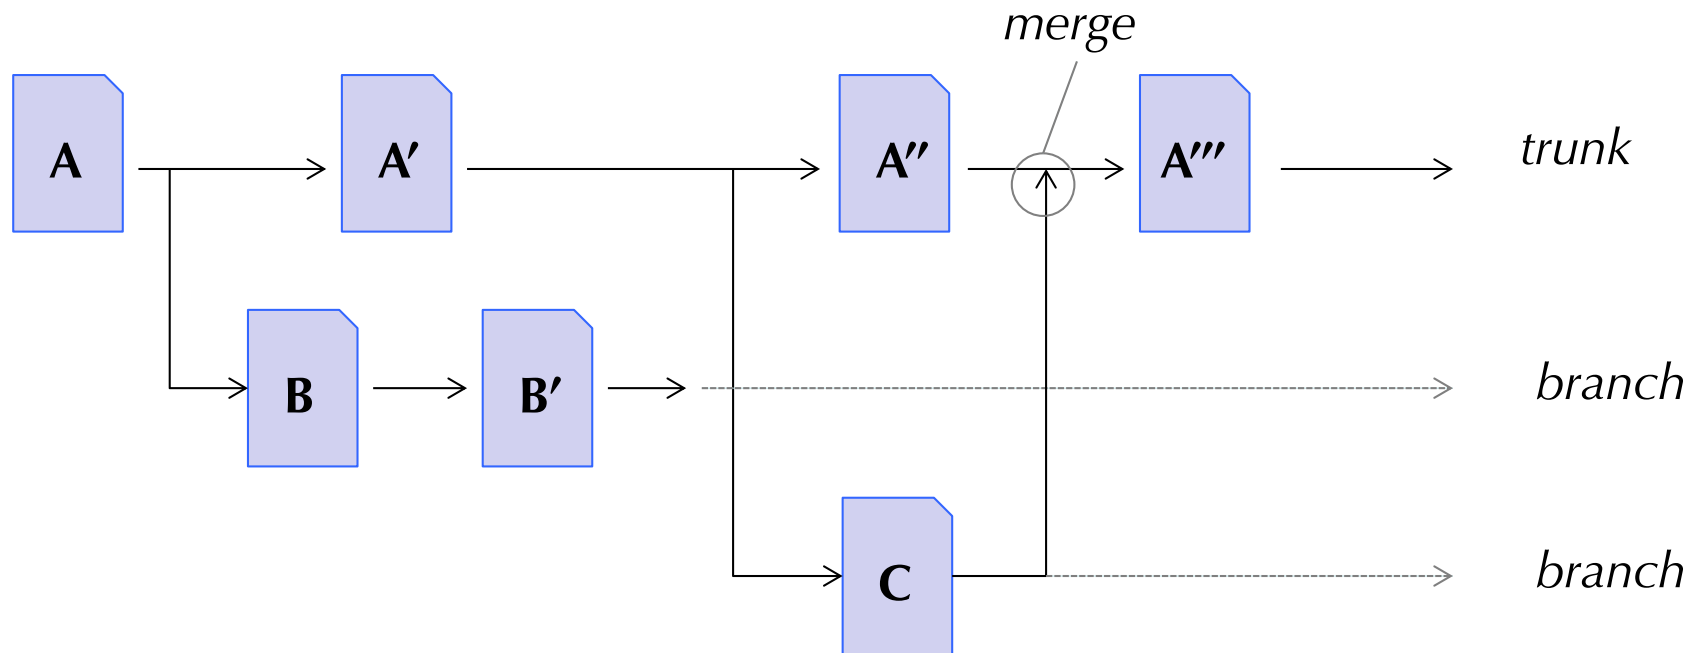 merge
A A′ A″ A‴ trunk
B B′ branch
C branch